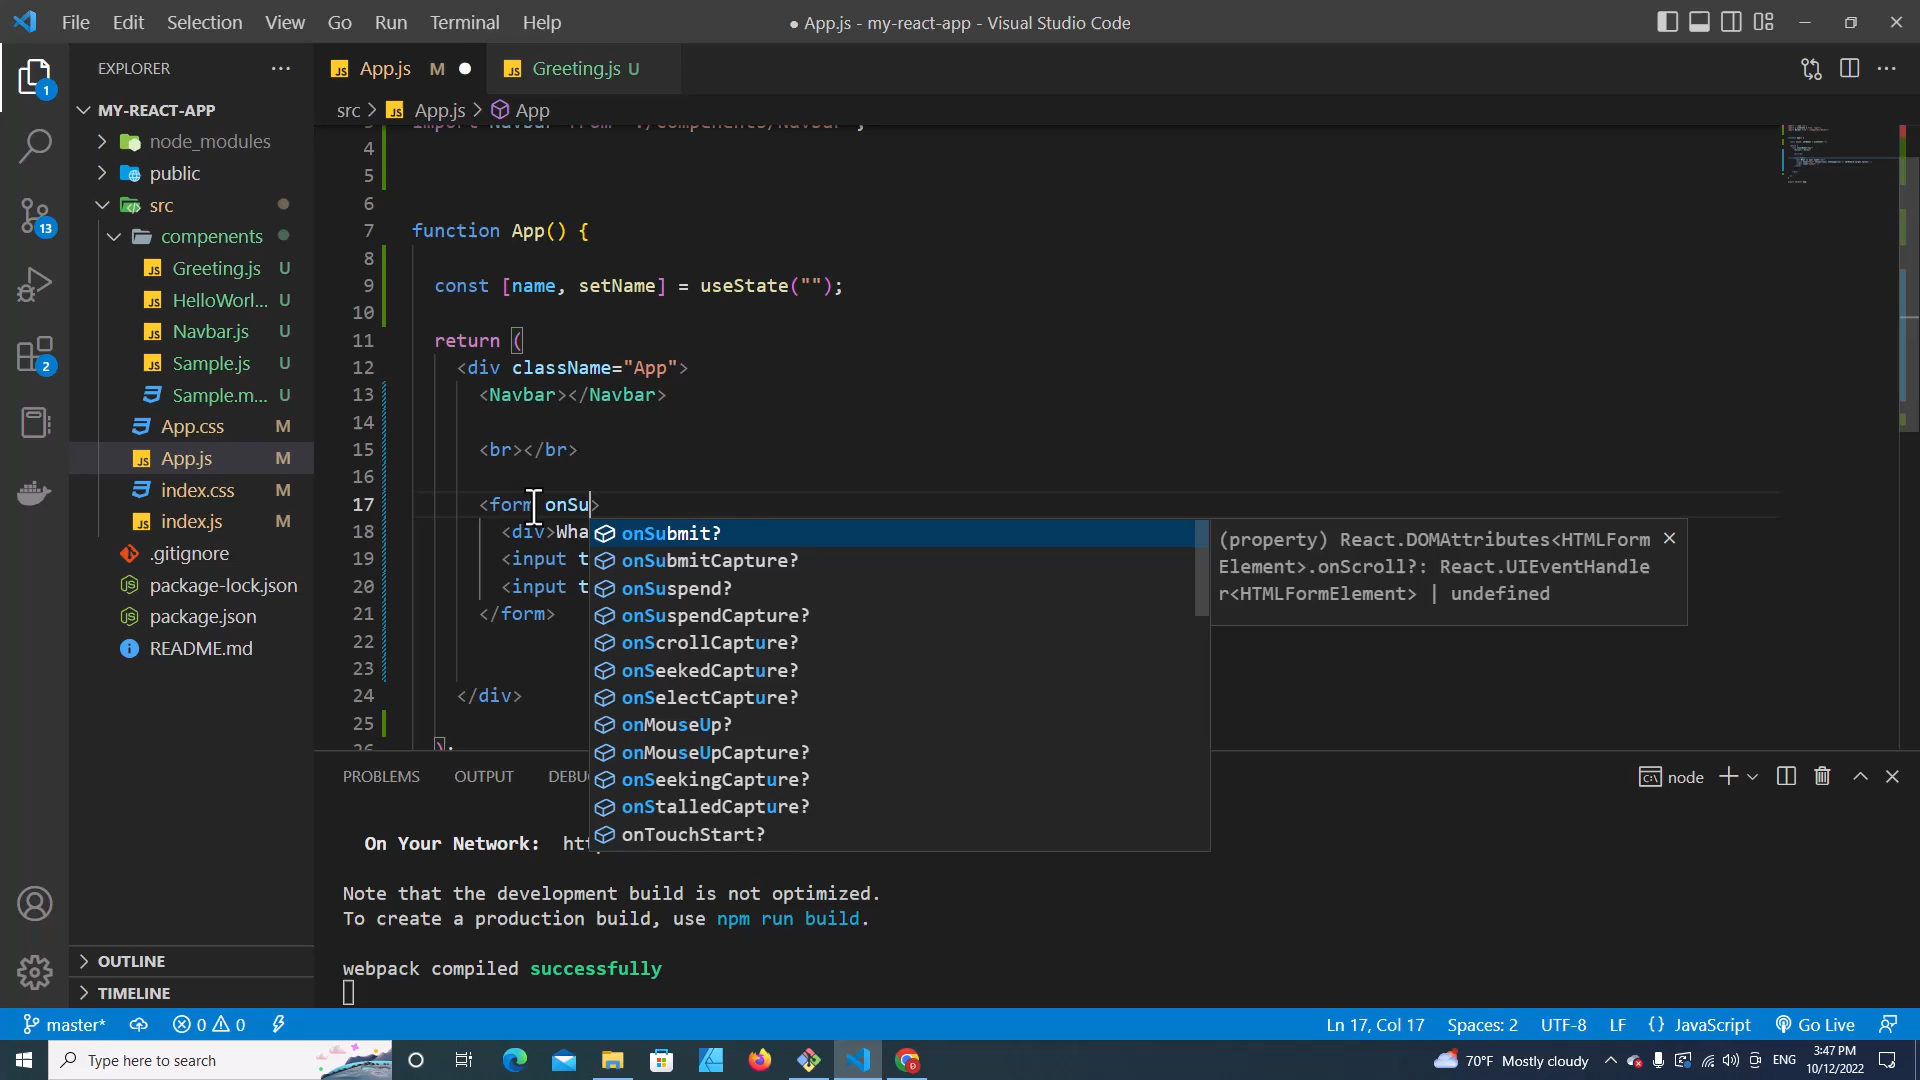 File Edit Selection View Go Run Terminal Help
● App.js - my-react-app - Visual Studio Code
EXPLORER
MY-REACT-APP
node_modules
public
src
compenents
Greeting.js U
HelloWorl... U
Navbar.js U
Sample.js U
Sample.m... U
App.css M
App.js M
index.css M
index.js M
.gitignore
package-lock.json
package.json
README.md
OUTLINE
TIMELINE
1
13
2
App.js M
Greeting.js U
src > App.js > App
4
5
6
7 function App() {
8
9 const [name, setName] = useState("");
10
11 return (
12 <div className="App">
13 <Navbar></Navbar>
14
15 <br></br>
16
17 <form onSu>
18 <div>Wha
19 <input t
20 <input t
21 </form>
22
23
24 </div>
25
26 );
onSubmit?
onSubmitCapture?
onSuspend?
onSuspendCapture?
onScrollCapture?
onSeekedCapture?
onSelectCapture?
onMouseUp?
onMouseUpCapture?
onSeekingCapture?
onStalledCapture?
onTouchStart?
(property) React.DOMAttributes<HTMLForm
Element>.onScroll?: React.UIEventHandle
r<HTMLFormElement> | undefined
PROBLEMS OUTPUT DEBU
node
On Your Network:
Note that the development build is not optimized.
To create a production build, use npm run build.
webpack compiled successfully
master* 0 0
Ln 17, Col 17 Spaces: 2 UTF-8 LF {} JavaScript Go Live
Type here to search
70°F Mostly cloudy
ENG
3:47 PM
10/12/2022